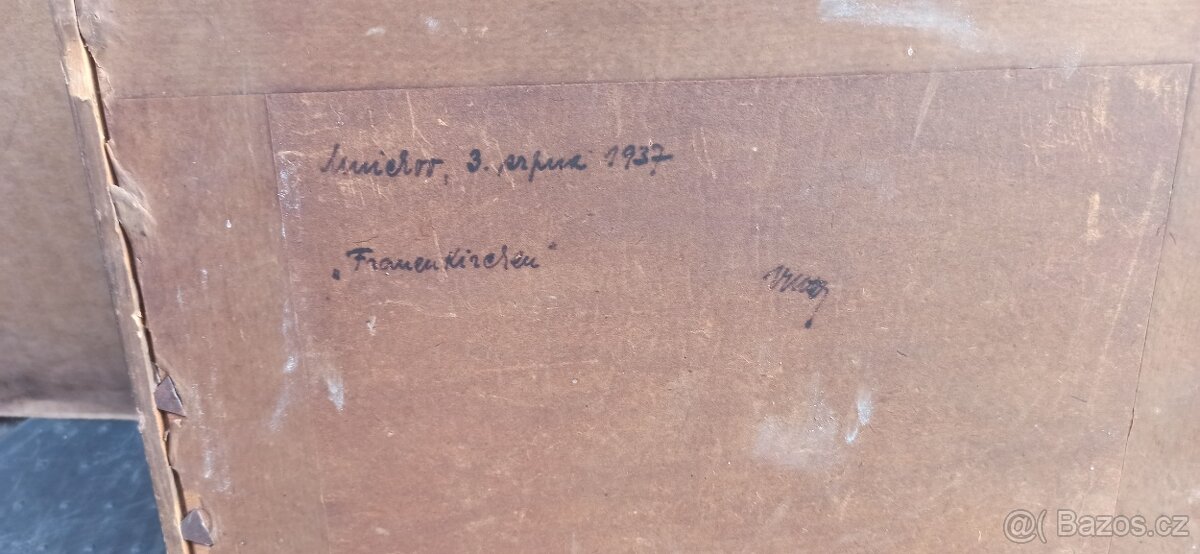 Mnichov, 3. srpna 1937
„Frauenkirchen“
@( Bazos.cz